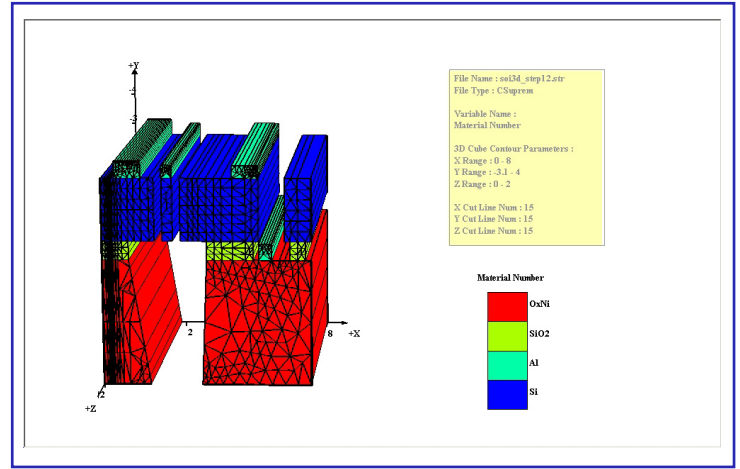 +Y
-4
-3
2
8
+X
2
+Z
File Name : soi3d_step12.str
File Type : CSuprem
Variable Name :
Material Number
3D Cube Contour Parameters :
X Range : 0 - 8
Y Range : -3.1 - 4
Z Range : 0 - 2
X Cut Line Num : 15
Y Cut Line Num : 15
Z Cut Line Num : 15
Material Number
OxNi
SiO2
Al
Si